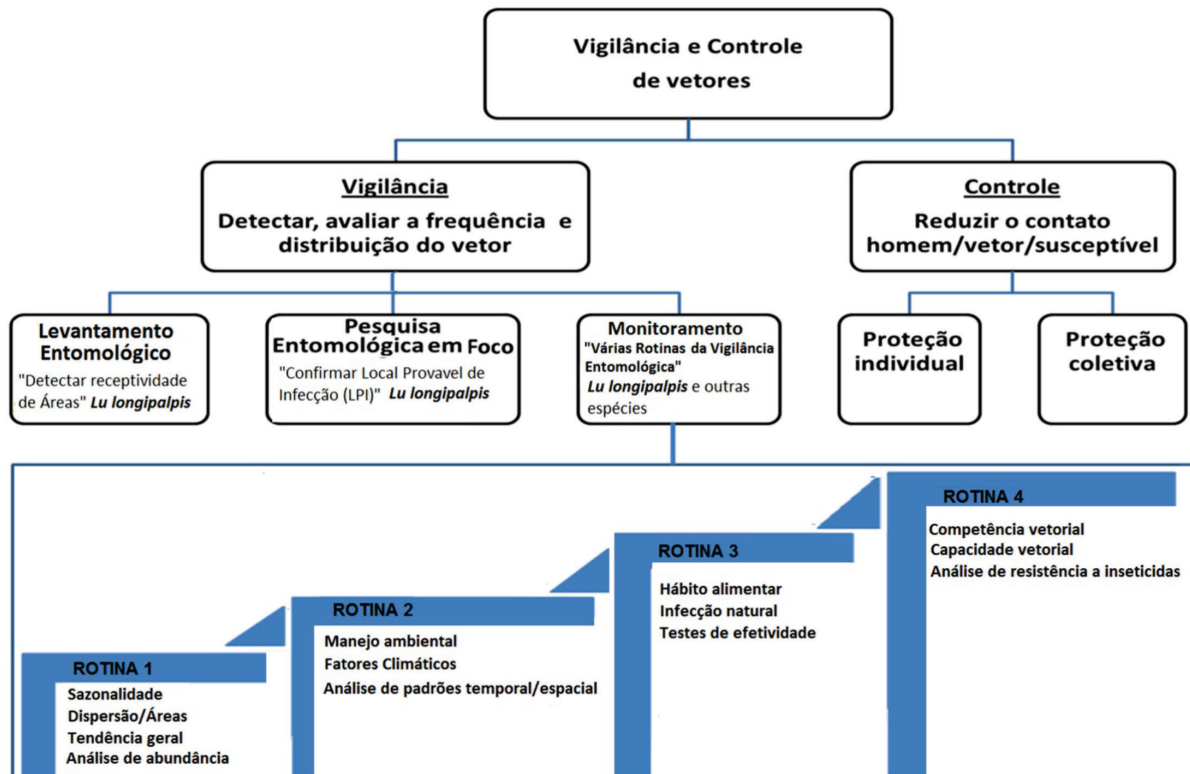 Vigilância e Controle
de vetores
Vigilância
Detectar, avaliar a frequência e
distribuição do vetor
Controle
Reduzir o contato
homem/vetor/susceptível
Levantamento
Entomológico
"Detectar receptividade
de Áreas" Lu longipalpis
Pesquisa
Entomológica em Foco
"Confirmar Local Provavel de
Infecção (LPI)" Lu longipalpis
Monitoramento
"Várias Rotinas da Vigilância
Entomológica"
Lu longipalpis e outras
espécies
Proteção
individual
Proteção
coletiva
ROTINA 1
Sazonalidade
Dispersão/Áreas
Tendência geral
Análise de abundância
ROTINA 2
Manejo ambiental
Fatores Climáticos
Análise de padrões temporal/espacial
ROTINA 3
Hábito alimentar
Infecção natural
Testes de efetividade
ROTINA 4
Competência vetorial
Capacidade vetorial
Análise de resistência a inseticidas